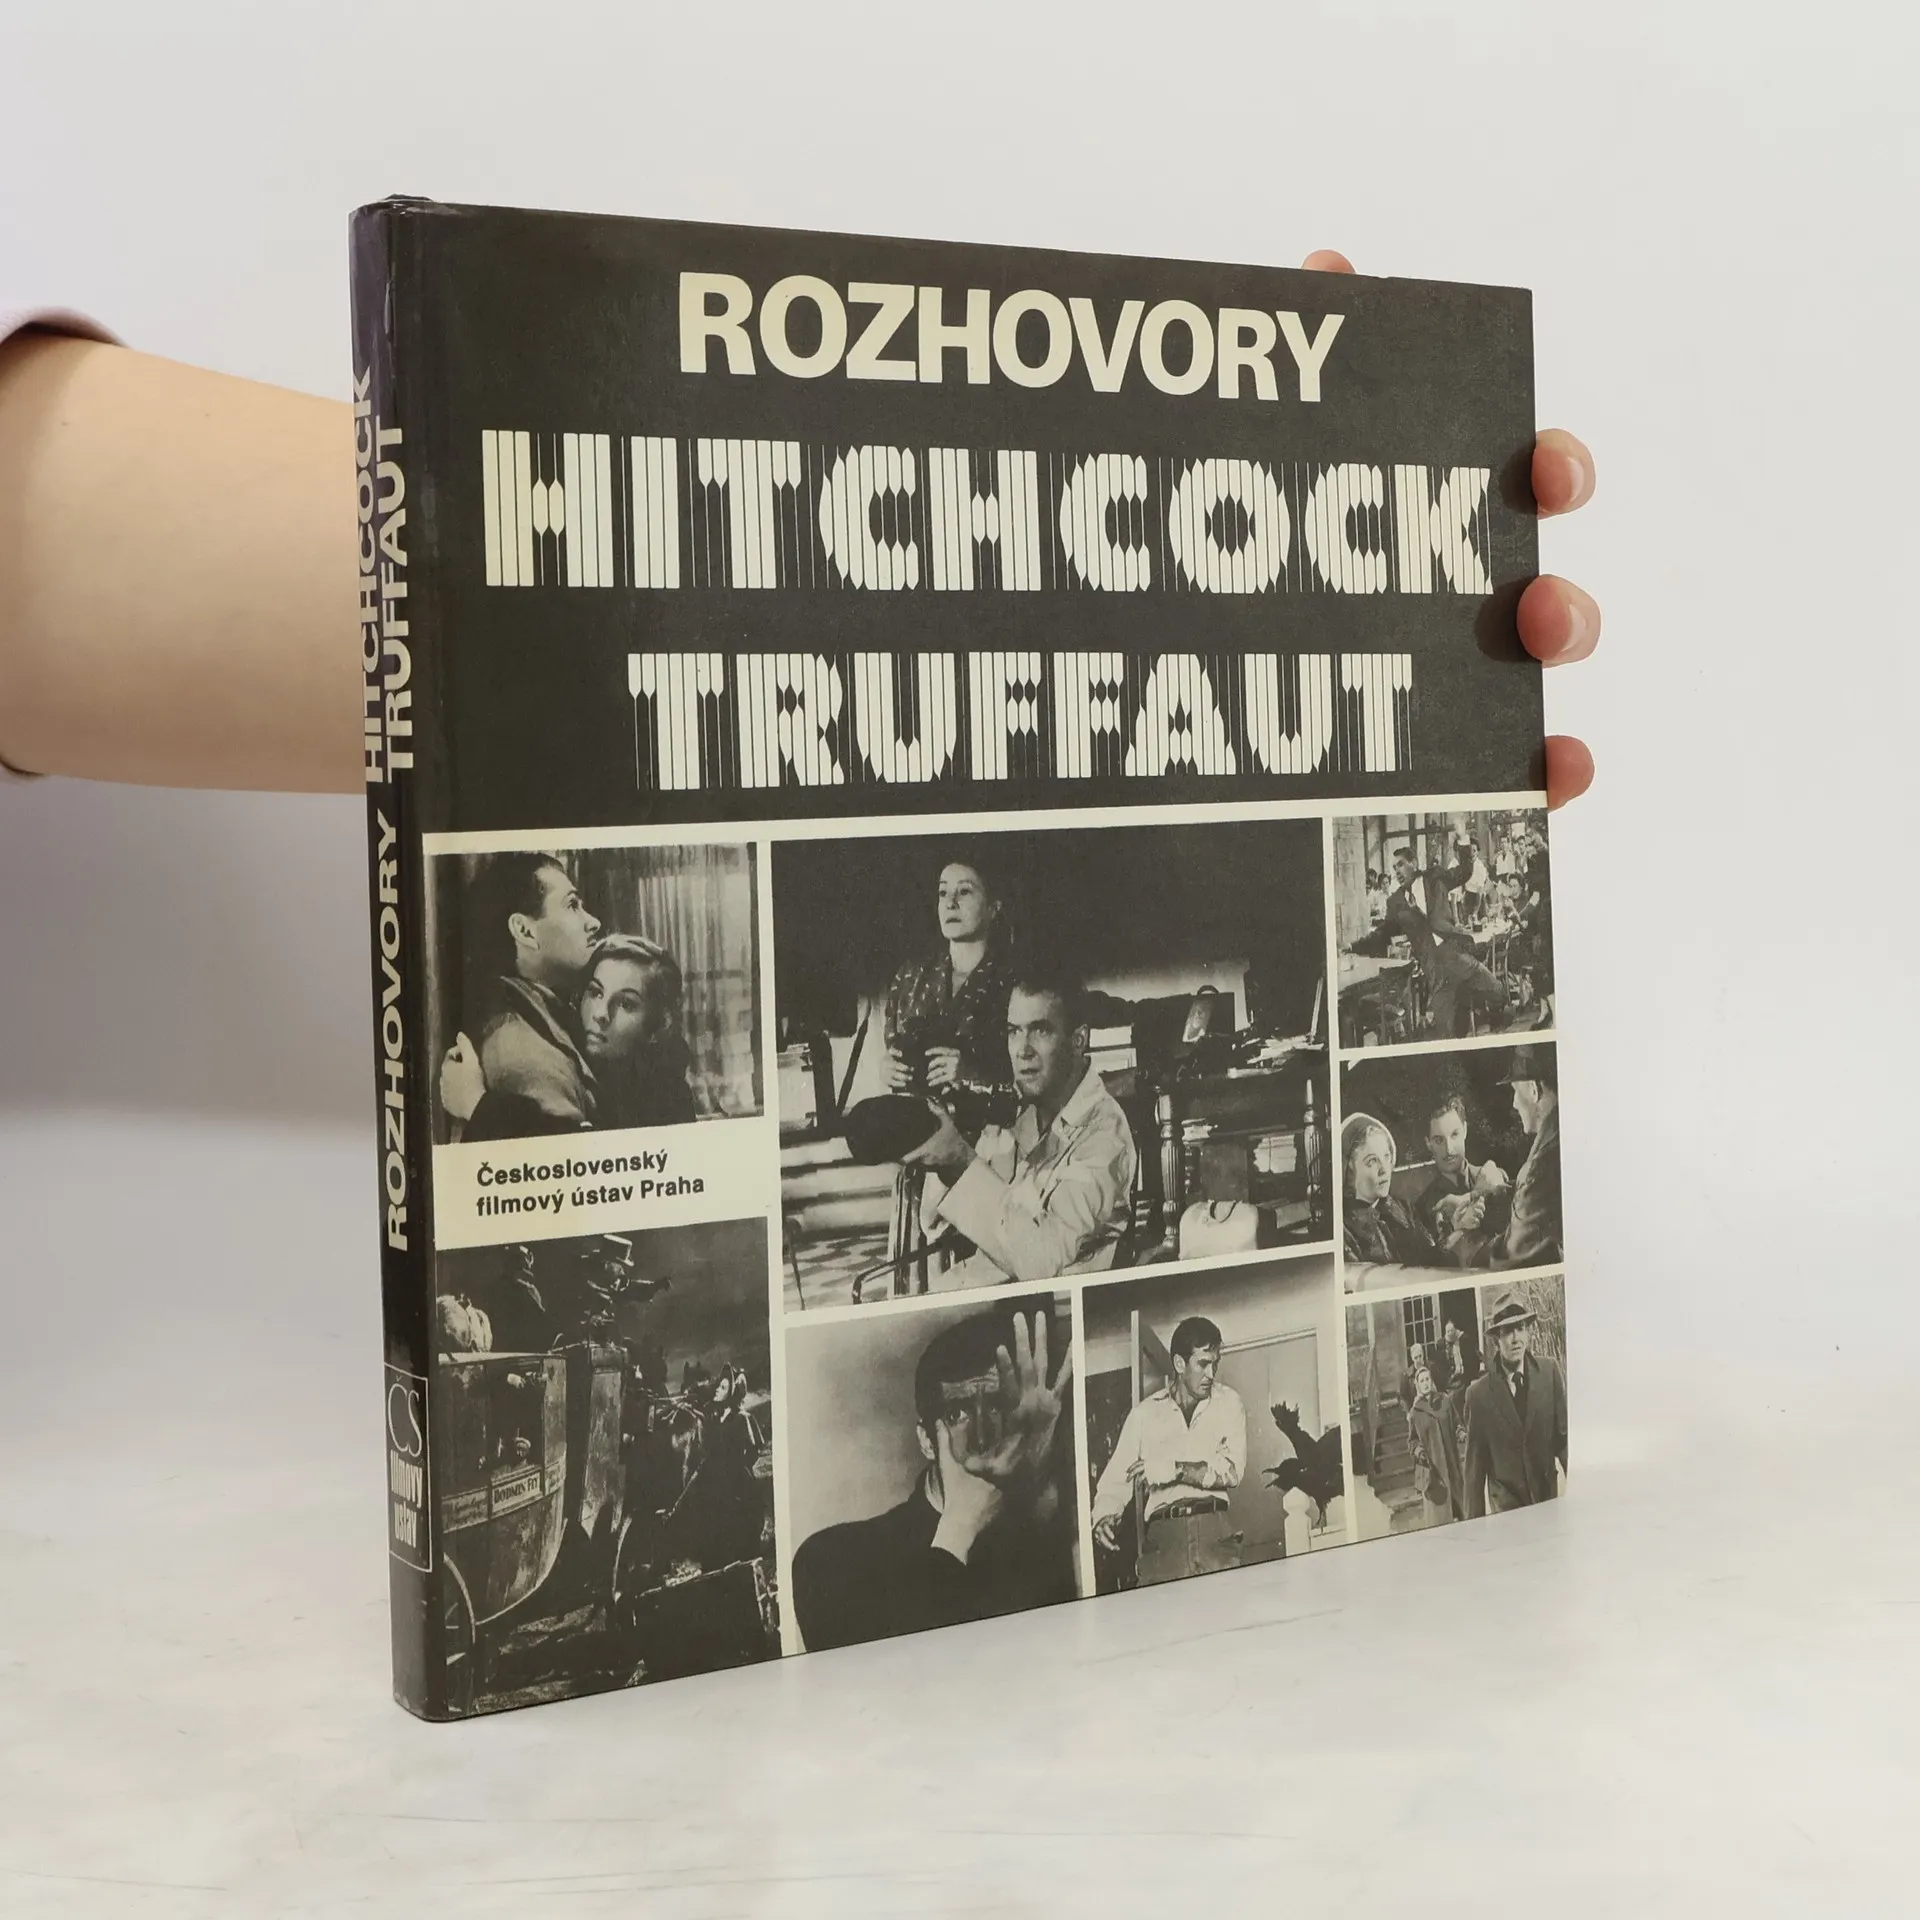 ROZHOVORY
HITCHCOCK
TRUFFAUT
Československý
filmový ústav Praha
ROZHOVORY HITCHCOCK
TRUFFAUT
ČS
filmový
ústav